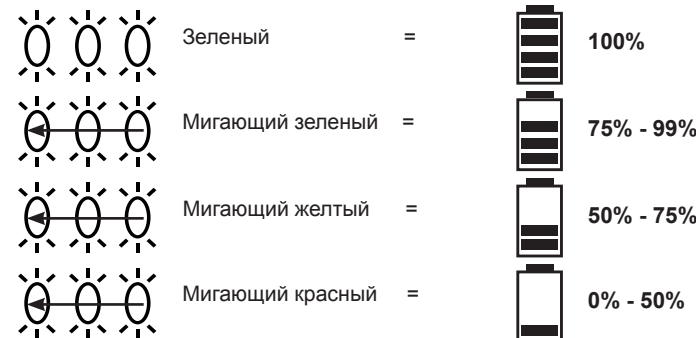 Зеленый = 100%
Мигающий зеленый = 75% - 99%
Мигающий желтый = 50% - 75%
Мигающий красный = 0% - 50%